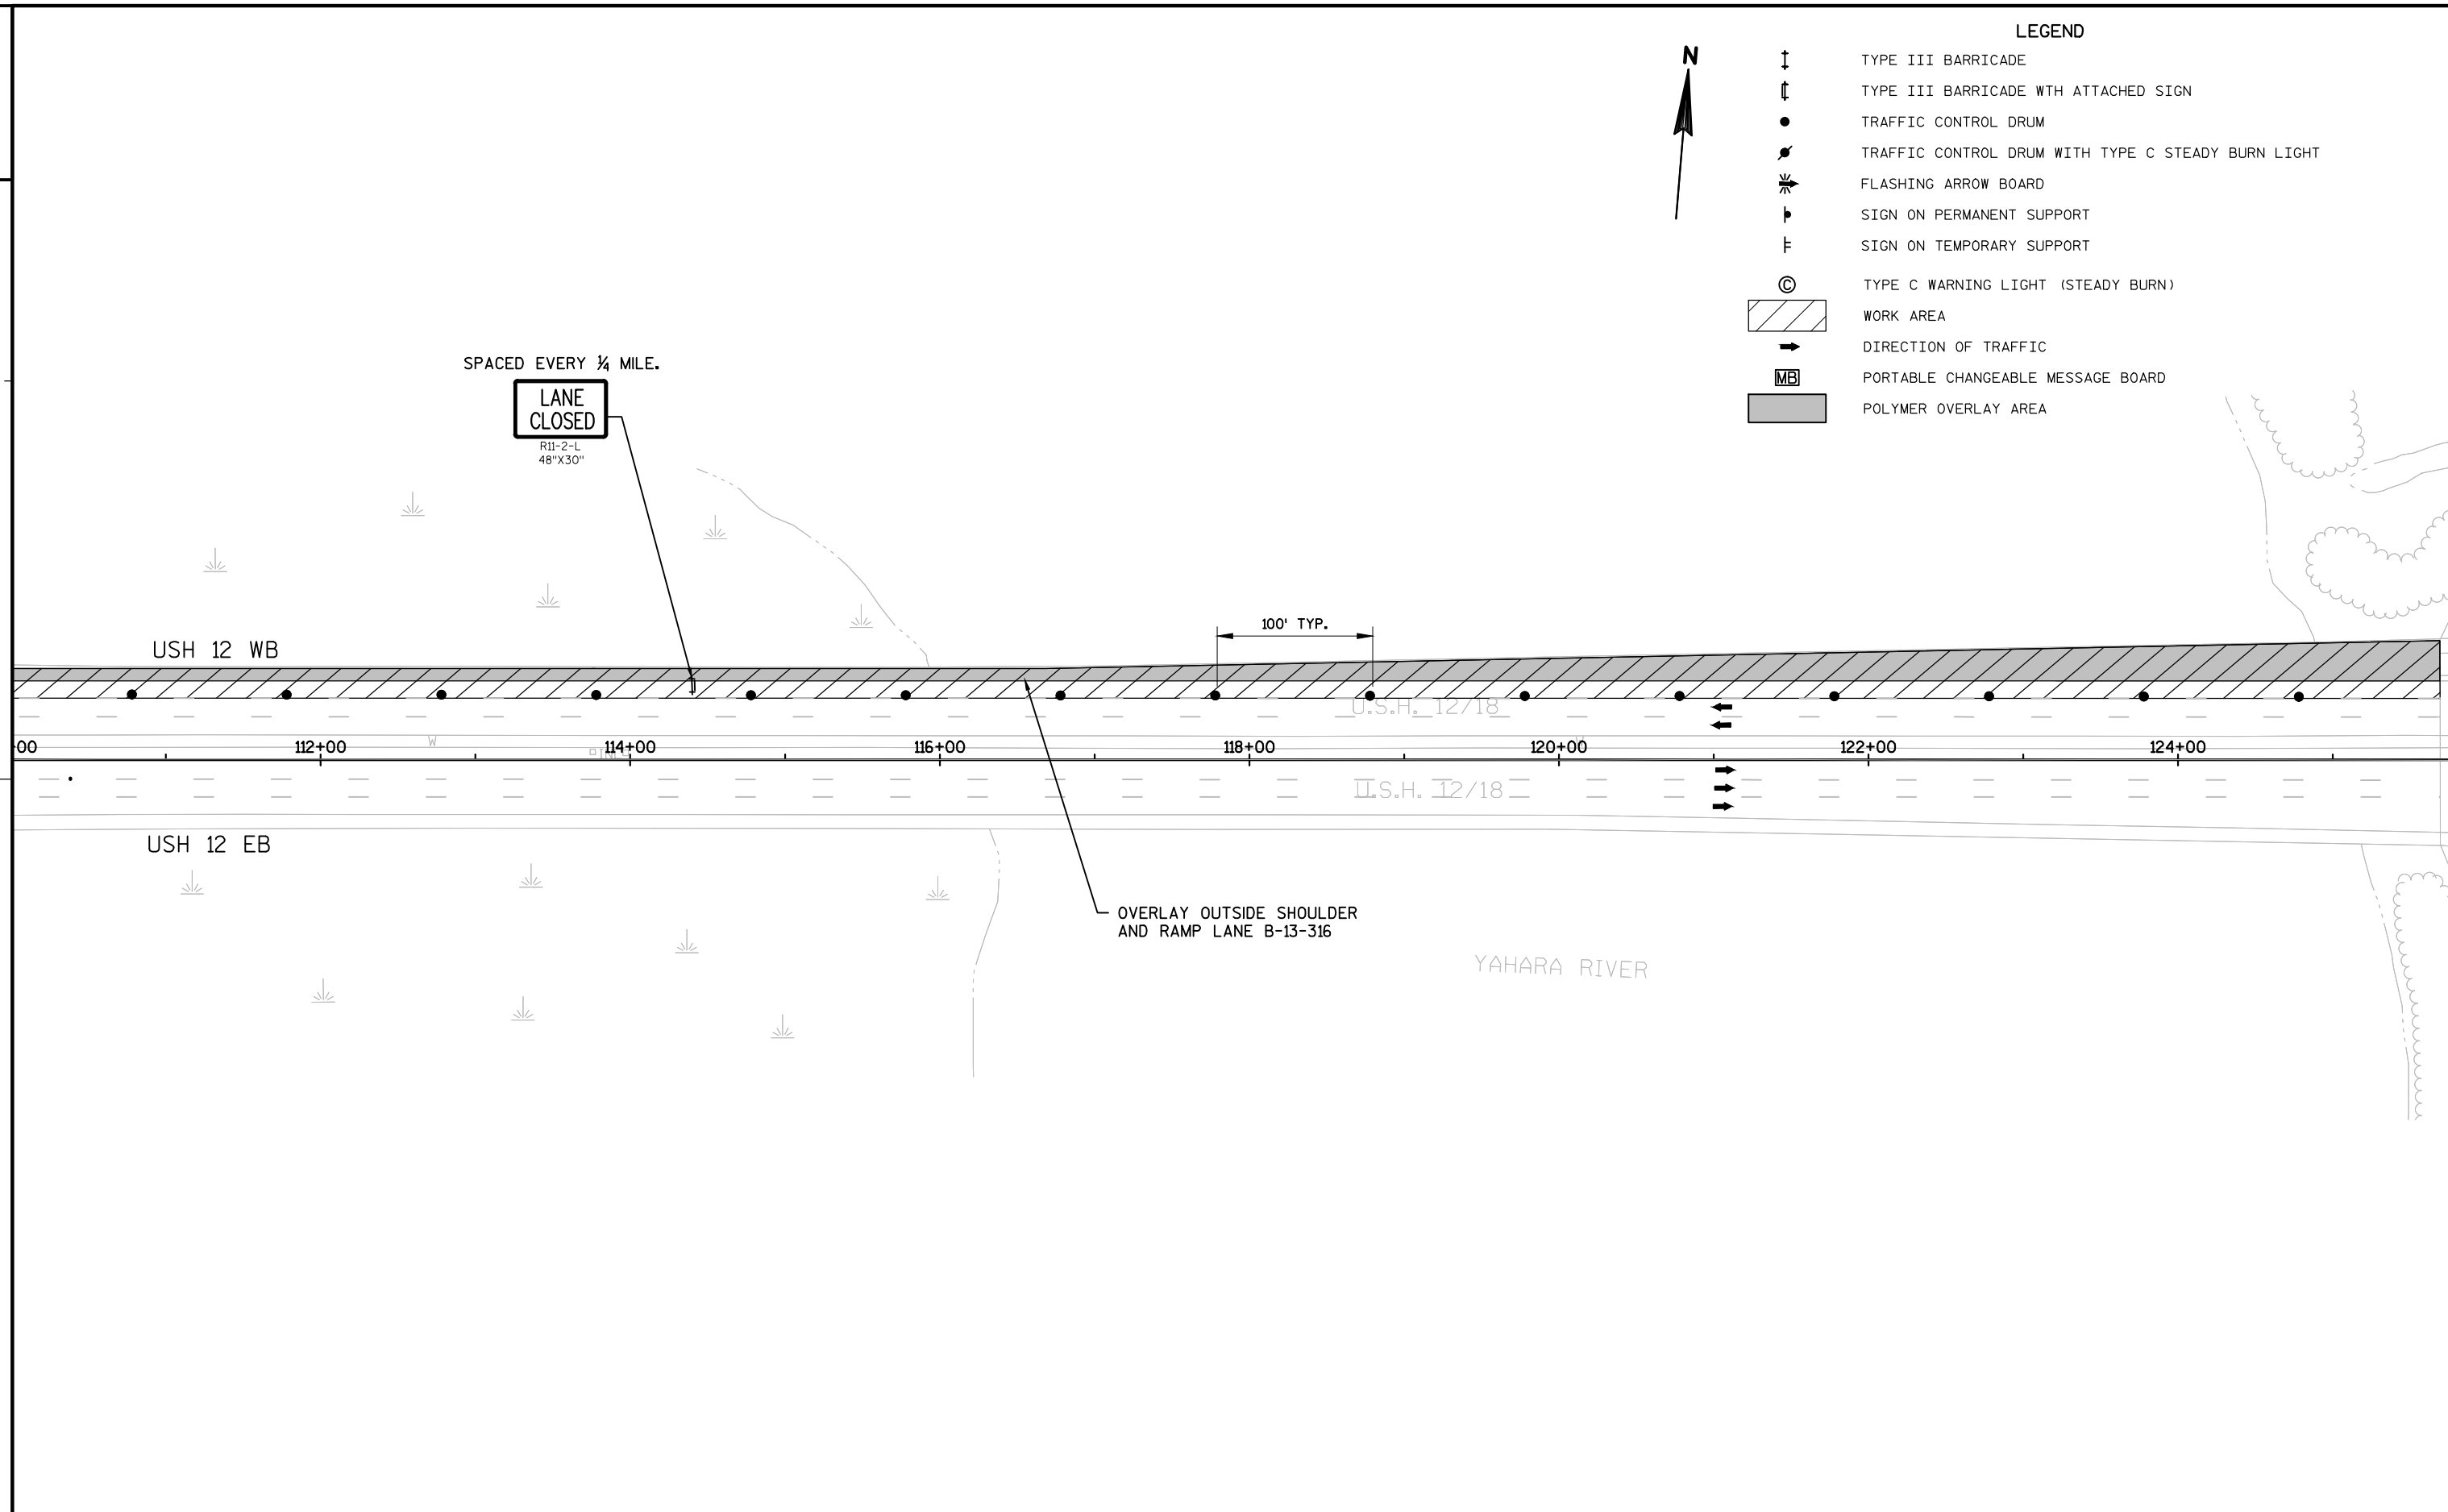 LEGEND
N
TYPE III BARRICADE
TYPE III BARRICADE WTH ATTACHED SIGN
TRAFFIC CONTROL DRUM
TRAFFIC CONTROL DRUM WITH TYPE C STEADY BURN LIGHT
FLASHING ARROW BOARD
SIGN ON PERMANENT SUPPORT
SIGN ON TEMPORARY SUPPORT
© TYPE C WARNING LIGHT (STEADY BURN)
WORK AREA
DIRECTION OF TRAFFIC
MB PORTABLE CHANGEABLE MESSAGE BOARD
POLYMER OVERLAY AREA
SPACED EVERY ¼ MILE.
LANE
CLOSED
R11-2-L
48"X30"
100' TYP.
USH 12 WB
U.S.H. 12/18
W
00 112+00 114+00 116+00 118+00 120+00 122+00 124+00
U.S.H. 12/18
USH 12 EB
OVERLAY OUTSIDE SHOULDER
AND RAMP LANE B-13-316
YAHARA RIVER